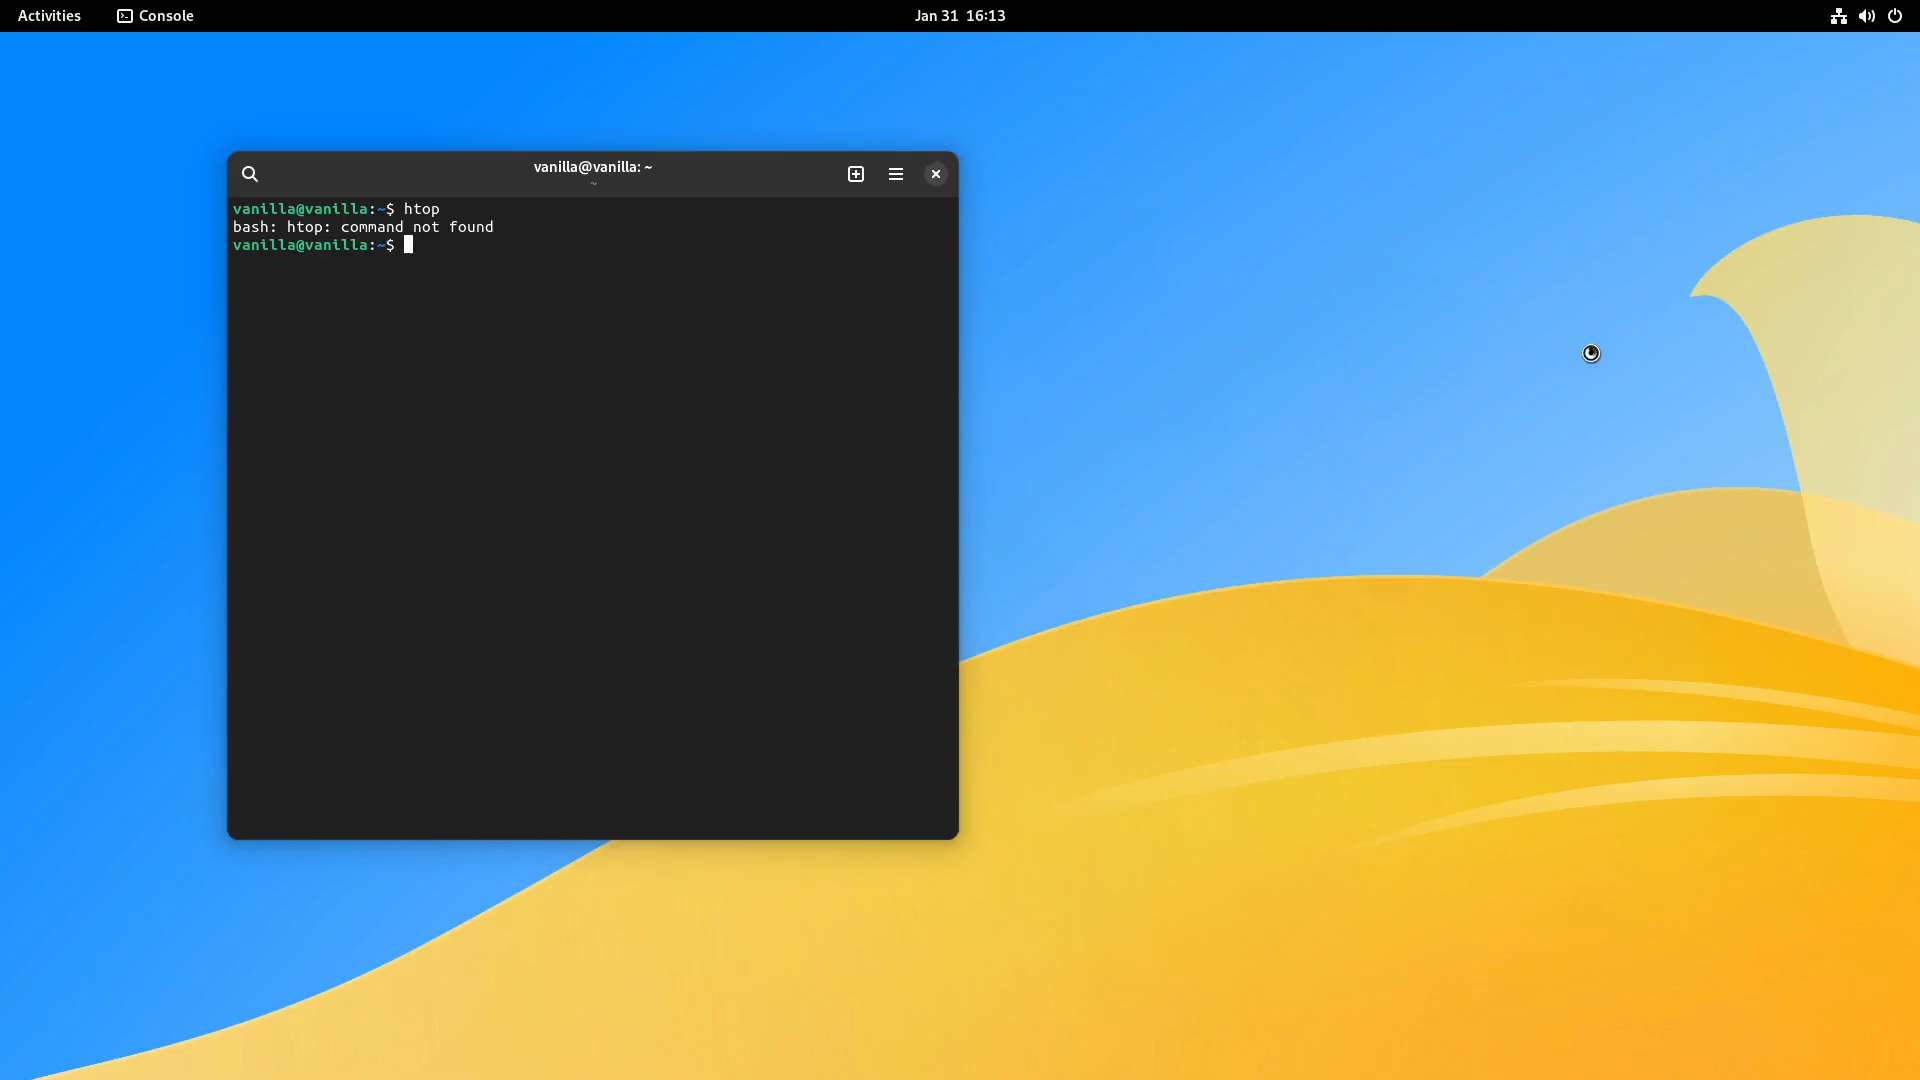 Activities
Console
Jan 31 16:13
vanilla@vanilla: ~
~
vanilla@vanilla:~$ htop
bash: htop: command not found
vanilla@vanilla:~$